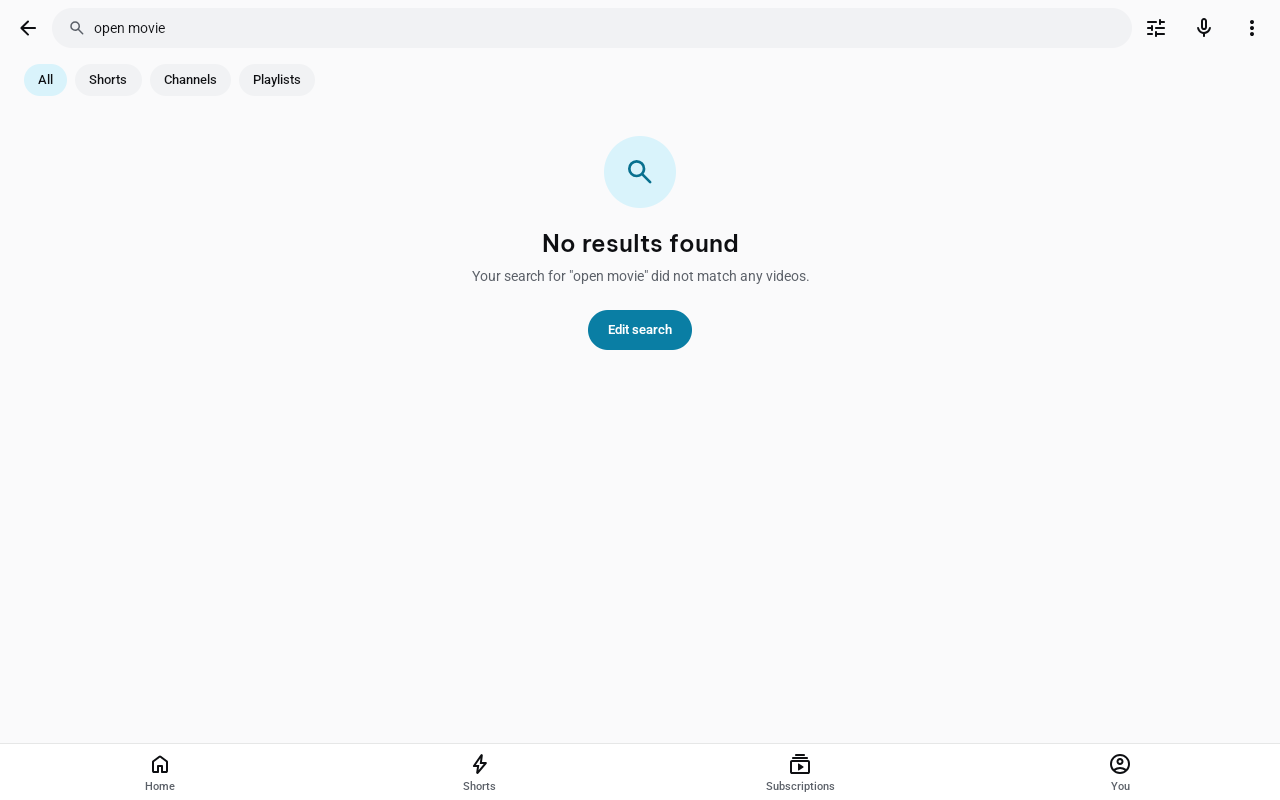 open movie
All
Shorts
Channels
Playlists
No results found
Your search for "open movie" did not match any videos.
Edit search
Home
Shorts
Subscriptions
You